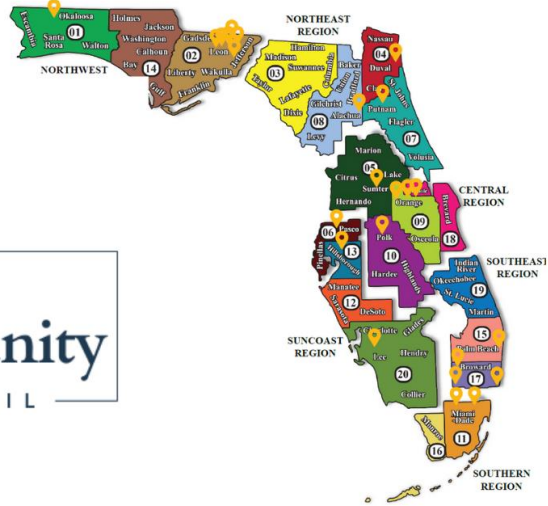 Okaloosa
Escambia
01
Santa
Rosa
Walton
NORTHWEST
Holmes
Jackson
Washington
Calhoun
Bay
14
Gulf
Gadsd
02
Leon
Jefferson
Liberty
Wakulla
Franklin
NORTHEAST
REGION
Hamilton
Madison
Suwannee
03
Columbia
Taylor
Lafayette
Dixie
Baker
Union
Bradford
Gilchrist
08
Alachua
Levy
Nassau
04
Duval
Cl
St. Johns
Putnam
Flagler
07
Volusia
Marion
05
Citrus
Lake
Sumter
Hernando
CENTRAL
REGION
Orange
09
Osceola
Brevard
18
06
Pasco
Pinellas
Hillsborough
13
Polk
10
Hardee
Highlands
SOUTHEAST
REGION
Indian
River
Okeechobee
19
St. Lucie
Martin
Manatee
12
Sarasota
DeSoto
SUNCOAST
REGION
Charlotte
Glades
Lee
Hendry
20
Collier
15
Palm Beach
Broward
17
Miami
Dade
11
Monroe
16
SOUTHERN
REGION
nity
I L